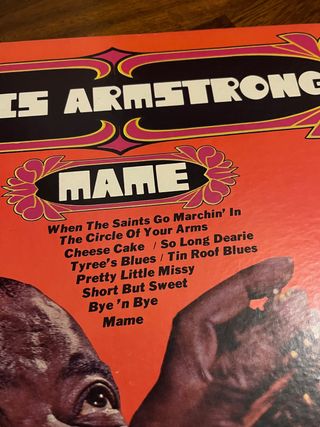 IS ARMSTRONG
MAME
When The Saints Go Marchin' In
The Circle Of Your Arms
Cheese Cake / So Long Dearie
Tyree's Blues / Tin Roof Blues
Pretty Little Missy
Short But Sweet
Bye 'n Bye
Mame